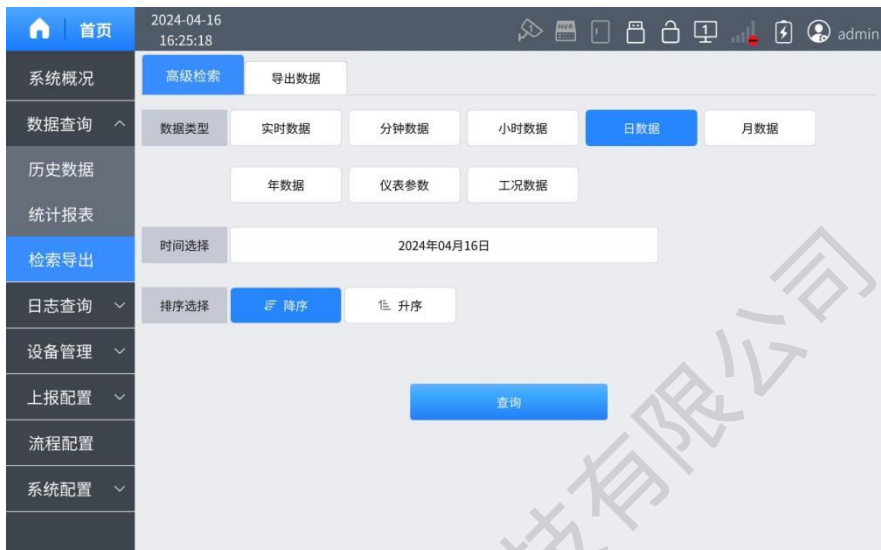 首页
2024-04-16
16:25:18
NVR
1
admin
系统概况
数据查询
历史数据
统计报表
检索导出
日志查询
设备管理
上报配置
流程配置
系统配置
高级检索 导出数据
数据类型 实时数据 分钟数据 小时数据 日数据 月数据
年数据 仪表参数 工况数据
时间选择 2024年04月16日
排序选择 降序 升序
查询
技有限公司